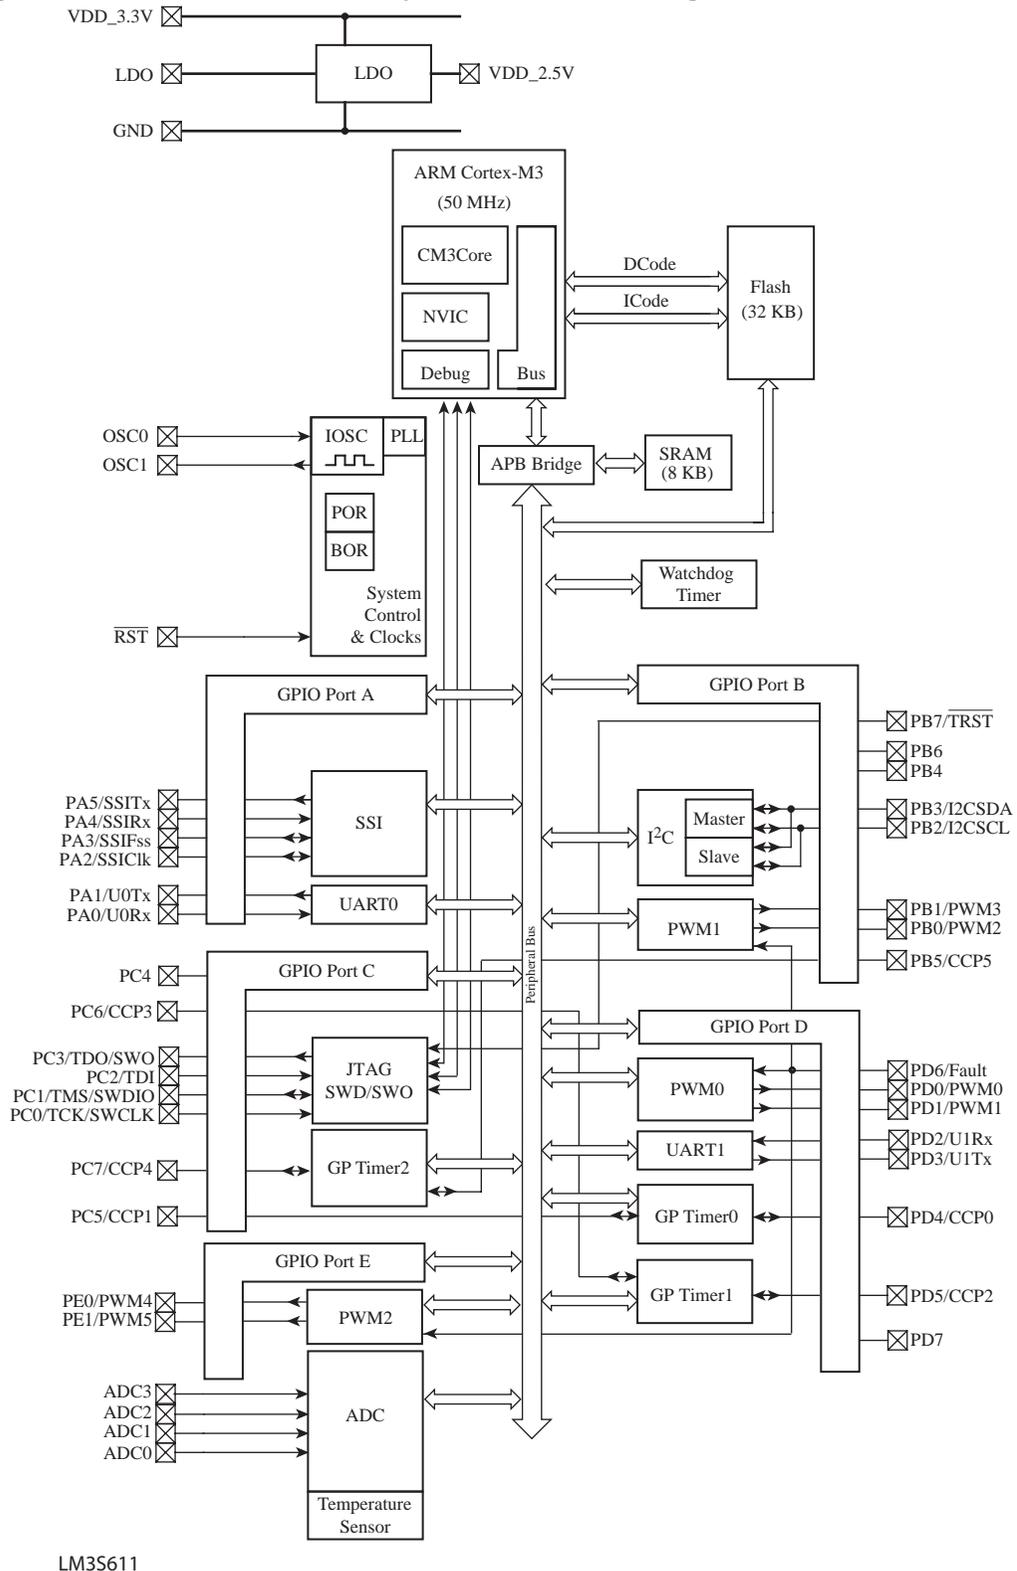 VDD_3.3V
LDO
LDO
VDD_2.5V
GND
ARM Cortex-M3
(50 MHz)
CM3Core
NVIC
Debug
Bus
DCode
ICode
Flash
(32 KB)
OSC0
OSC1
IOSC
PLL
POR
BOR
System
Control
& Clocks
RST
APB Bridge
SRAM
(8 KB)
Watchdog
Timer
GPIO Port A
PA5/SSITx
PA4/SSIRx
PA3/SSIFss
PA2/SSIClk
SSI
PA1/U0Tx
PA0/U0Rx
UART0
GPIO Port B
PB7/TRST
PB6
PB4
I²C
Master
Slave
PB3/I2CSDA
PB2/I2CSCL
PWM1
PB1/PWM3
PB0/PWM2
PB5/CCP5
Peripheral Bus
GPIO Port C
PC4
PC6/CCP3
PC3/TDO/SWO
PC2/TDI
PC1/TMS/SWDIO
PC0/TCK/SWCLK
JTAG
SWD/SWO
PC7/CCP4
GP Timer2
PC5/CCP1
GPIO Port D
PWM0
PD6/Fault
PD0/PWM0
PD1/PWM1
UART1
PD2/U1Rx
PD3/U1Tx
GP Timer0
PD4/CCP0
GP Timer1
PD5/CCP2
PD7
GPIO Port E
PE0/PWM4
PE1/PWM5
PWM2
ADC3
ADC2
ADC1
ADC0
ADC
Temperature
Sensor
LM3S611